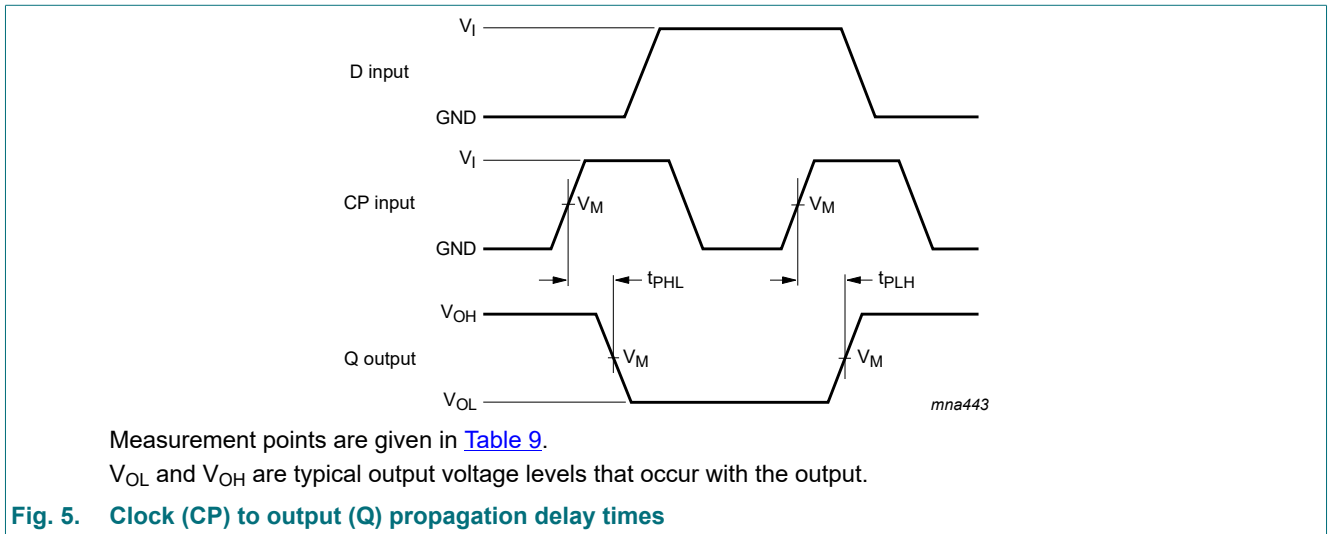 V_I
D input
GND
V_I
V_M V_M
CP input
GND
t_PHL t_PLH
V_OH
V_M V_M
Q output
V_OL
mna443
Measurement points are given in Table 9.
V_OL and V_OH are typical output voltage levels that occur with the output.
Fig. 5. Clock (CP) to output (Q) propagation delay times